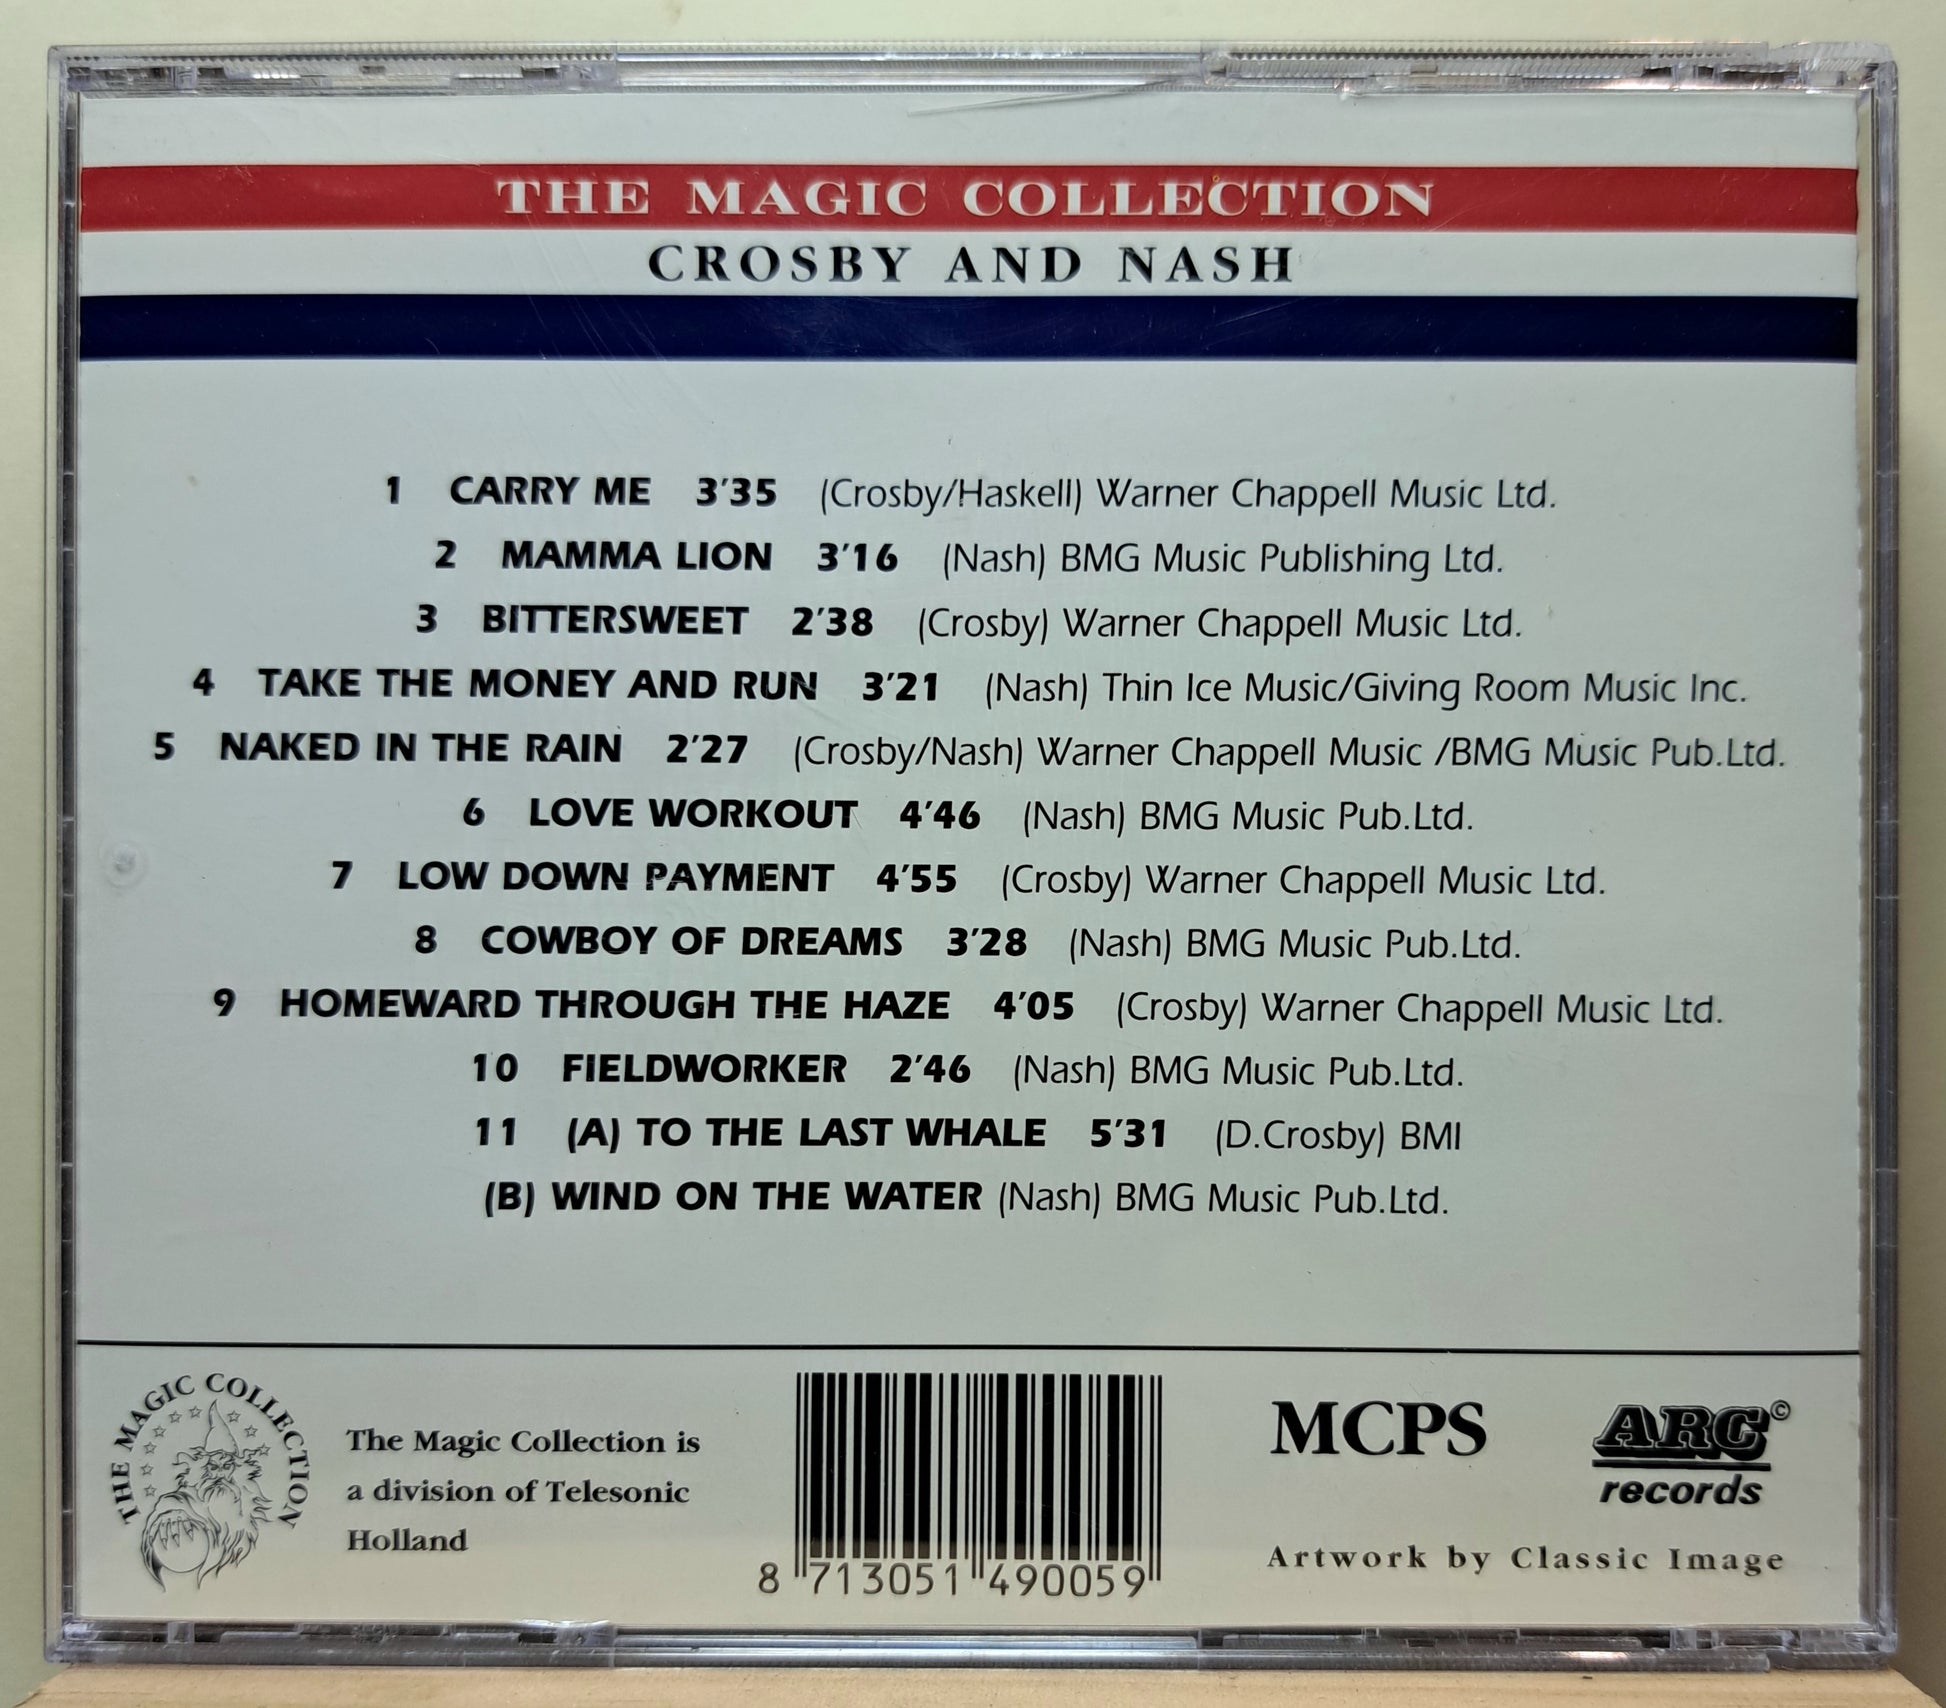 THE MAGIC COLLECTION
CROSBY AND NASH
1 CARRY ME 3'35 (Crosby/Haskell) Warner Chappell Music Ltd.
2 MAMMA LION 3'16 (Nash) BMG Music Publishing Ltd.
3 BITTERSWEET 2'38 (Crosby) Warner Chappell Music Ltd.
4 TAKE THE MONEY AND RUN 3'21 (Nash) Thin Ice Music/Giving Room Music Inc.
5 NAKED IN THE RAIN 2'27 (Crosby/Nash) Warner Chappell Music /BMG Music Pub.Ltd.
6 LOVE WORKOUT 4'46 (Nash) BMG Music Pub.Ltd.
7 LOW DOWN PAYMENT 4'55 (Crosby) Warner Chappell Music Ltd.
8 COWBOY OF DREAMS 3'28 (Nash) BMG Music Pub.Ltd.
9 HOMEWARD THROUGH THE HAZE 4'05 (Crosby) Warner Chappell Music Ltd.
10 FIELDWORKER 2'46 (Nash) BMG Music Pub.Ltd.
11 (A) TO THE LAST WHALE 5'31 (D.Crosby) BMI
(B) WIND ON THE WATER (Nash) BMG Music Pub.Ltd.
THE MAGIC COLLECTION
The Magic Collection is
a division of Telesonic
Holland
8 713051 490059
MCPS
ARC©
records
Artwork by Classic Image